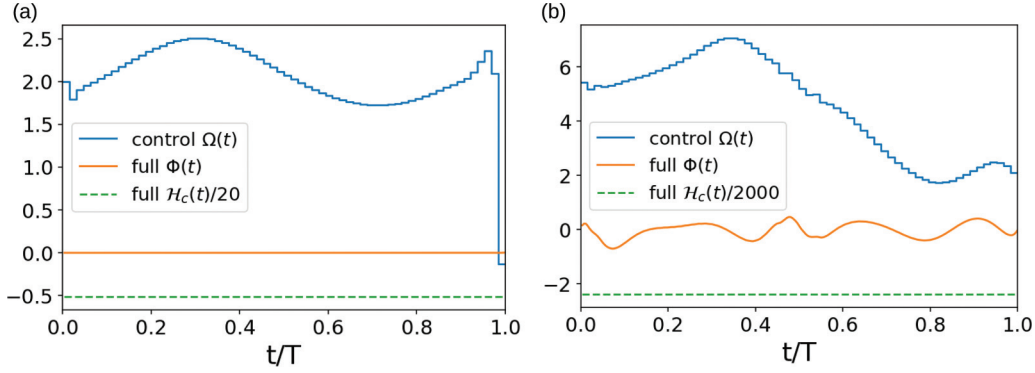 (a)
2.5
2.0
1.5
1.0
0.5
0.0
−0.5
control Ω(t)
full Φ(t)
full ℋc(t)/20
0.0 0.2 0.4 0.6 0.8 1.0
t/T
(b)
6
4
2
0
−2
control Ω(t)
full Φ(t)
full ℋc(t)/2000
0.0 0.2 0.4 0.6 0.8 1.0
t/T